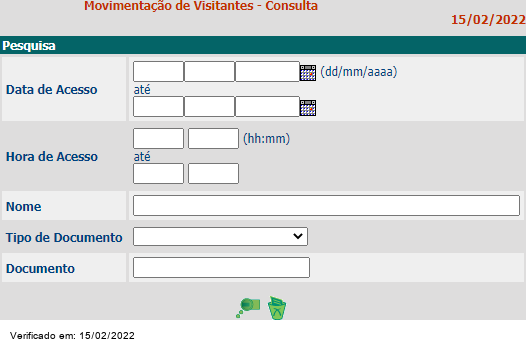 Movimentação de Visitantes - Consulta
15/02/2022
Pesquisa
Data de Acesso
(dd/mm/aaaa)
até
Hora de Acesso
(hh:mm)
até
Nome
Tipo de Documento
Documento
Verificado em: 15/02/2022